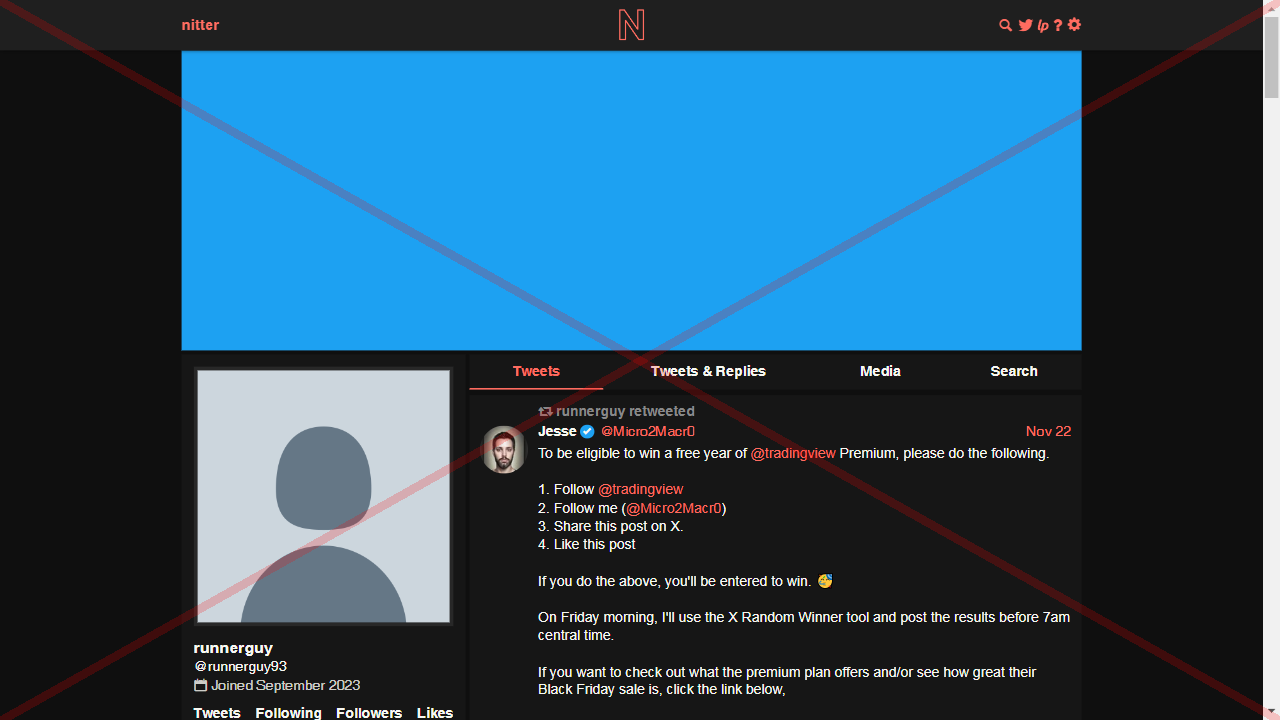 nitter
N
lp ?
Tweets
Tweets & Replies
Media
Search
runnerguy retweeted
Jesse @Micro2Macr0 Nov 22
To be eligible to win a free year of @tradingview Premium, please do the following.
1. Follow @tradingview
2. Follow me (@Micro2Macr0)
3. Share this post on X.
4. Like this post
If you do the above, you'll be entered to win. 🥳
On Friday morning, I'll use the X Random Winner tool and post the results before 7am
central time.
If you want to check out what the premium plan offers and/or see how great their
Black Friday sale is, click the link below,
runnerguy
@runnerguy93
Joined September 2023
Tweets Following Followers Likes